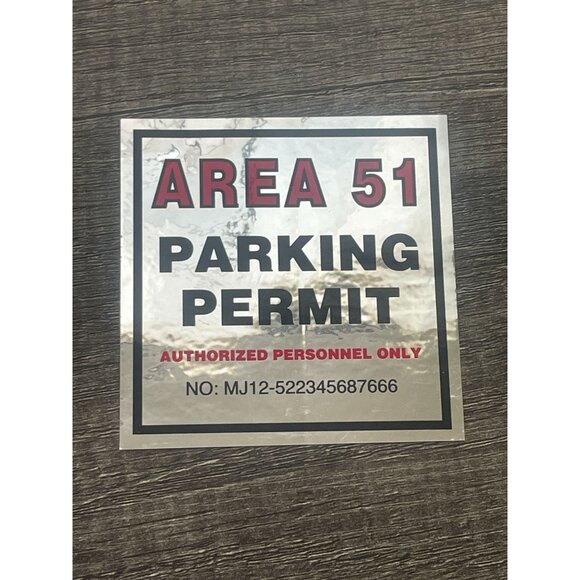 AREA 51
PARKING
PERMIT
AUTHORIZED PERSONNEL ONLY
NO: MJ12-522345687666